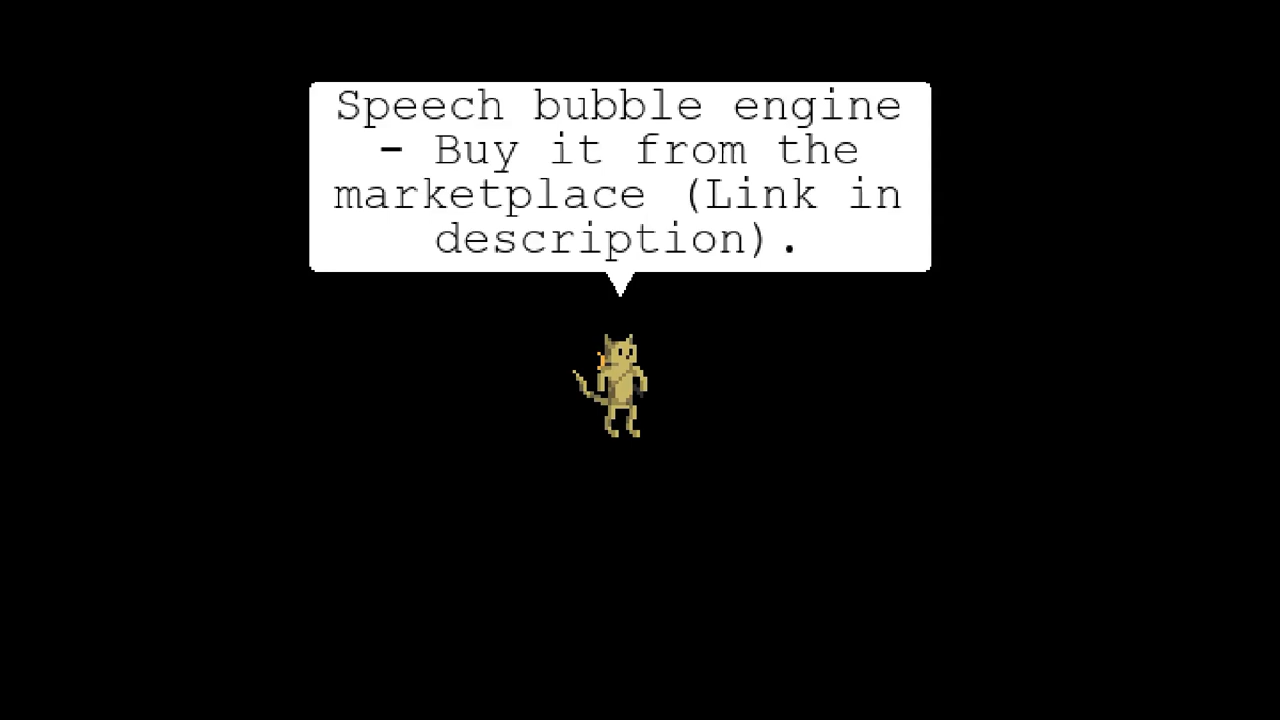 Speech bubble engine
- Buy it from the
marketplace (Link in
description).